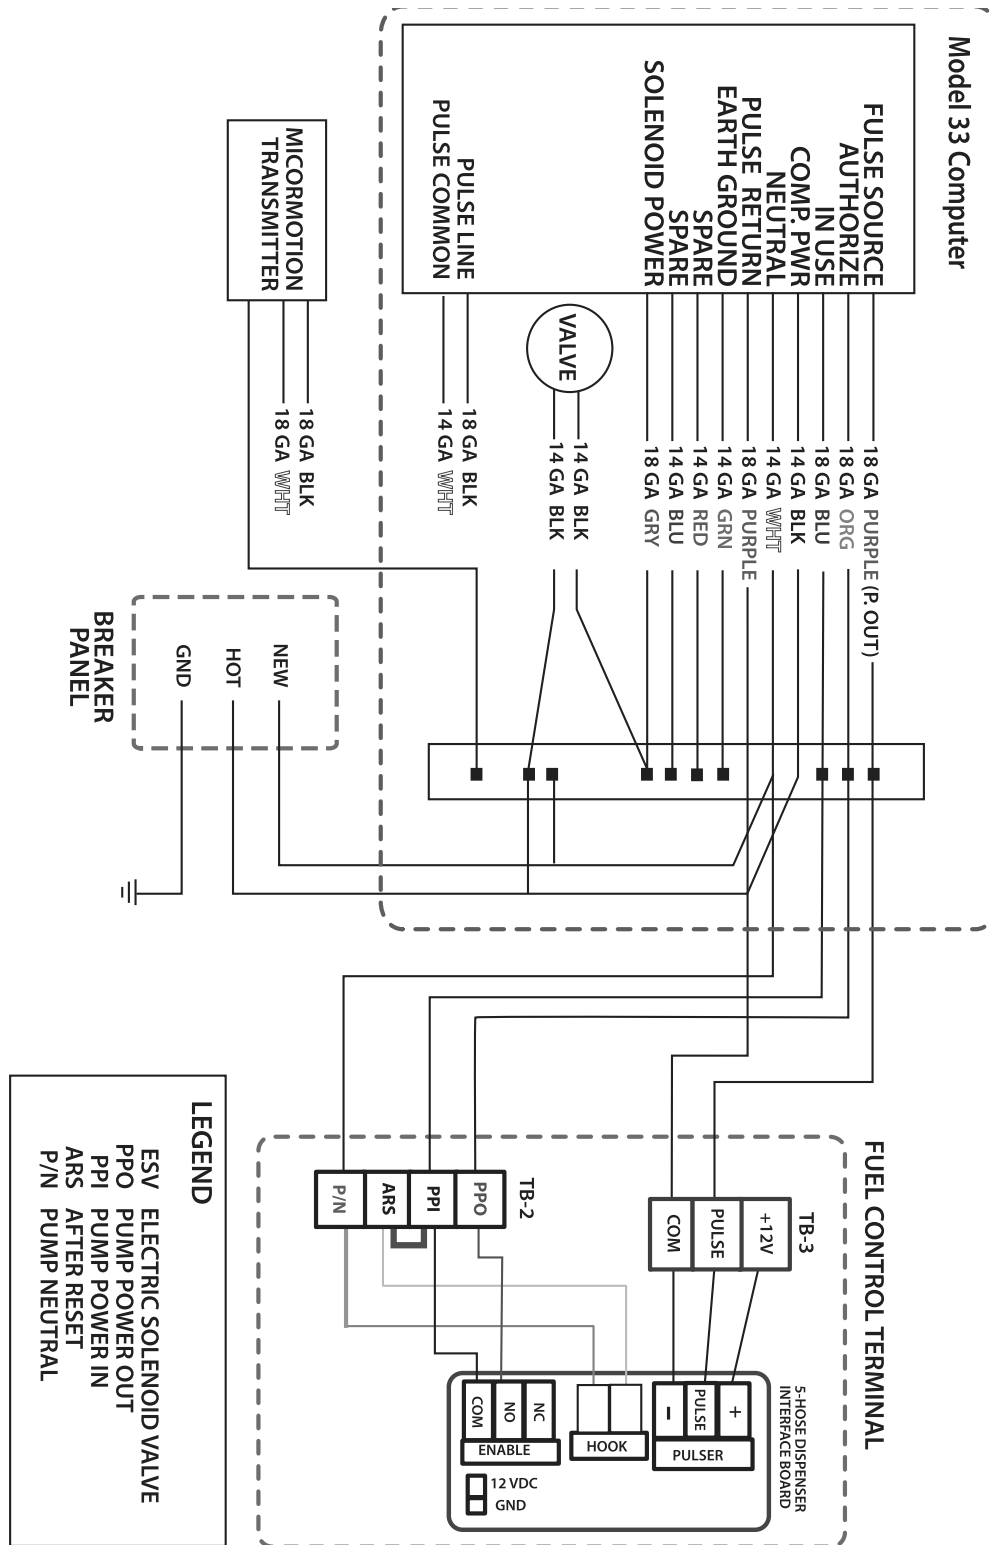 Model 33 Computer
FULSE SOURCE
AUTHORIZE
IN USE
COMP. PWR
NEUTRAL
PULSE RETURN
EARTH GROUND
SPARE
SPARE
SOLENOID POWER
PULSE LINE
PULSE COMMON
MICORMOTION
TRANSMITTER
VALVE
18 GA PURPLE (P. OUT)
18 GA ORG
18 GA BLU
14 GA BLK
14 GA WHT
18 GA PURPLE
14 GA GRN
14 GA RED
14 GA BLU
18 GA GRY
14 GA BLK
14 GA BLK
18 GA BLK
14 GA WHT
18 GA BLK
18 GA WHT
NEW
HOT
GND
BREAKER
PANEL
FUEL CONTROL TERMINAL
TB-3
+12V
PULSE
COM
TB-2
PPO
PPI
ARS
P/N
5-HOSE DISPENSER
INTERFACE BOARD
+
PULSE
-
PULSER
HOOK
NC
NO
COM
ENABLE
12 VDC
GND
LEGEND
ESV ELECTRIC SOLENOID VALVE
PPO PUMP POWER OUT
PPI PUMP POWER IN
ARS AFTER RESET
P/N PUMP NEUTRAL